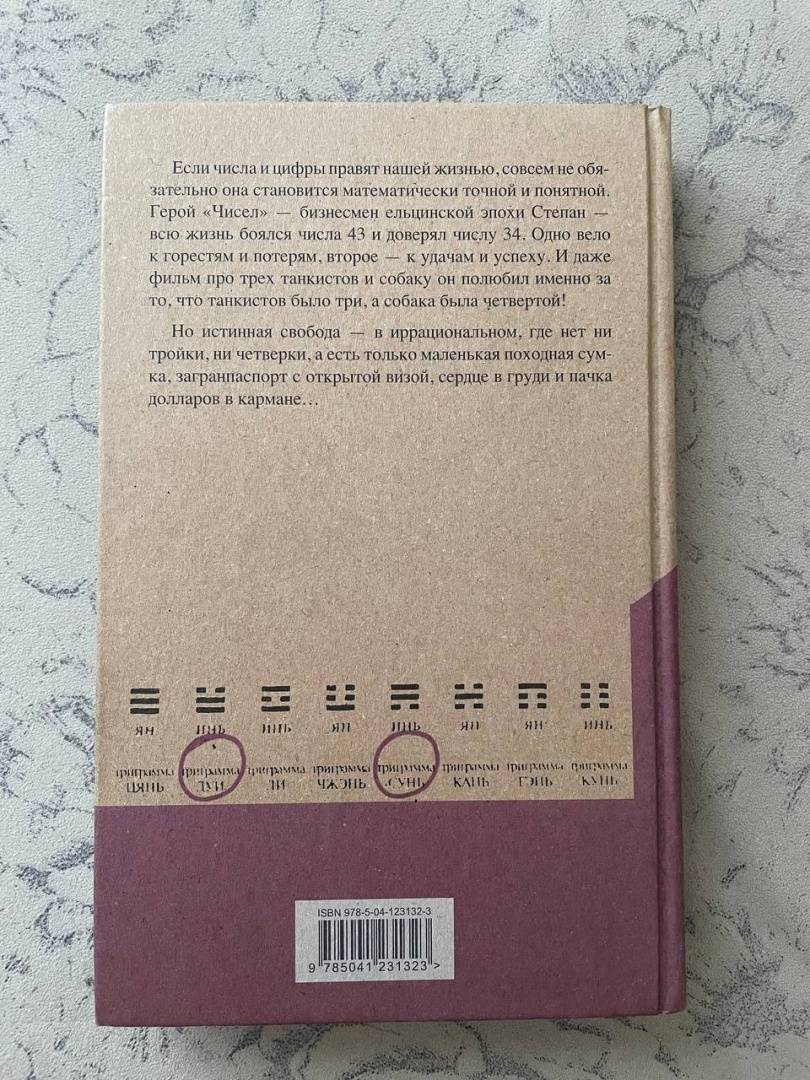 Если числа и цифры правят нашей жизнью, совсем не обя-
зательно она становится математически точной и понятной.
Герой «Чисел» — бизнесмен ельцинской эпохи Степан —
всю жизнь боялся числа 43 и доверял числу 34. Одно вело
к горестям и потерям, второе — к удачам и успеху. И даже
фильм про трех танкистов и собаку он полюбил именно за
то, что танкистов было три, а собака была четвертой!
Но истинная свобода — в иррациональном, где нет ни
тройки, ни четверки, а есть только маленькая походная сум-
ка, загранпаспорт с открытой визой, сердце в груди и пачка
долларов в кармане…
ЯН ИНЬ ИНЬ ЯН ИНЬ ЯН ЯН ИНЬ
триграмма триграмма триграмма триграмма триграмма триграмма триграмма триграмма
ЦЯНЬ ДУИ ЛИ ЧЖЭНЬ СУНЬ КАНЬ ГЭНЬ КУНЬ
ISBN 978-5-04-123132-3
9 785041 231323 >